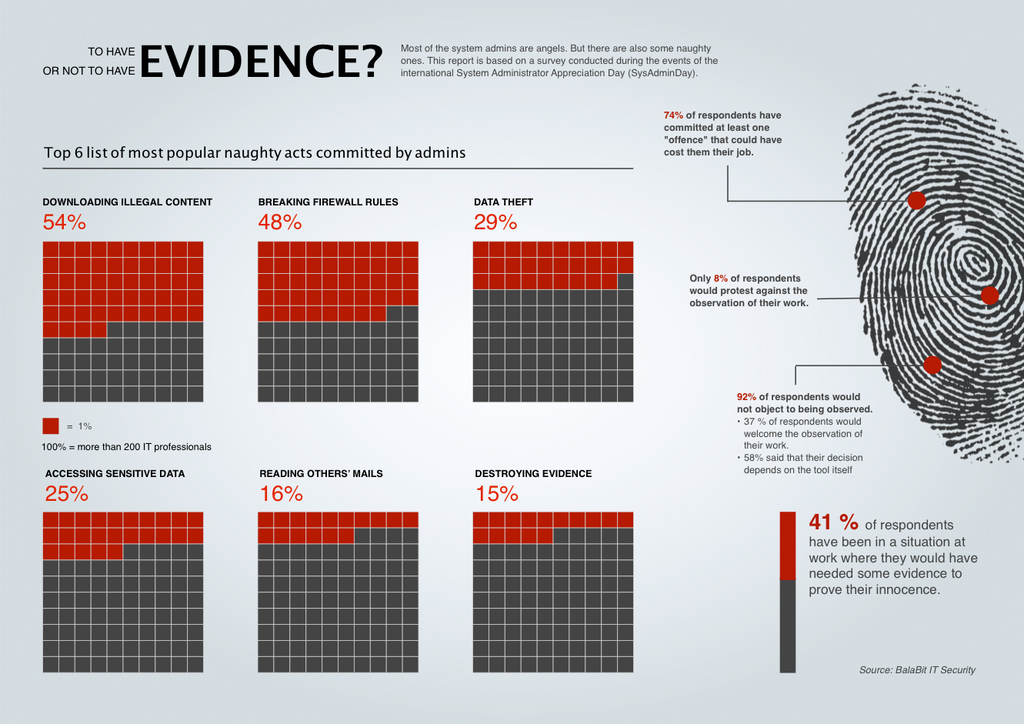 TO HAVE
OR NOT TO HAVE
EVIDENCE?
Most of the system admins are angels. But there are also some naughty
ones. This report is based on a survey conducted during the events of the
international System Administrator Appreciation Day (SysAdminDay).
74% of respondents have
committed at least one
"offence" that could have
cost them their job.
Top 6 list of most popular naughty acts committed by admins
DOWNLOADING ILLEGAL CONTENT
54%
BREAKING FIREWALL RULES
48%
DATA THEFT
29%
Only 8% of respondents
would protest against the
observation of their work.
92% of respondents would
not object to being observed.
• 37 % of respondents would
welcome the observation of
their work.
• 58% said that their decision
depends on the tool itself
= 1%
100% = more than 200 IT professionals
ACCESSING SENSITIVE DATA
25%
READING OTHERS' MAILS
16%
DESTROYING EVIDENCE
15%
41 % of respondents
have been in a situation at
work where they would have
needed some evidence to
prove their innocence.
Source: BalaBit IT Security